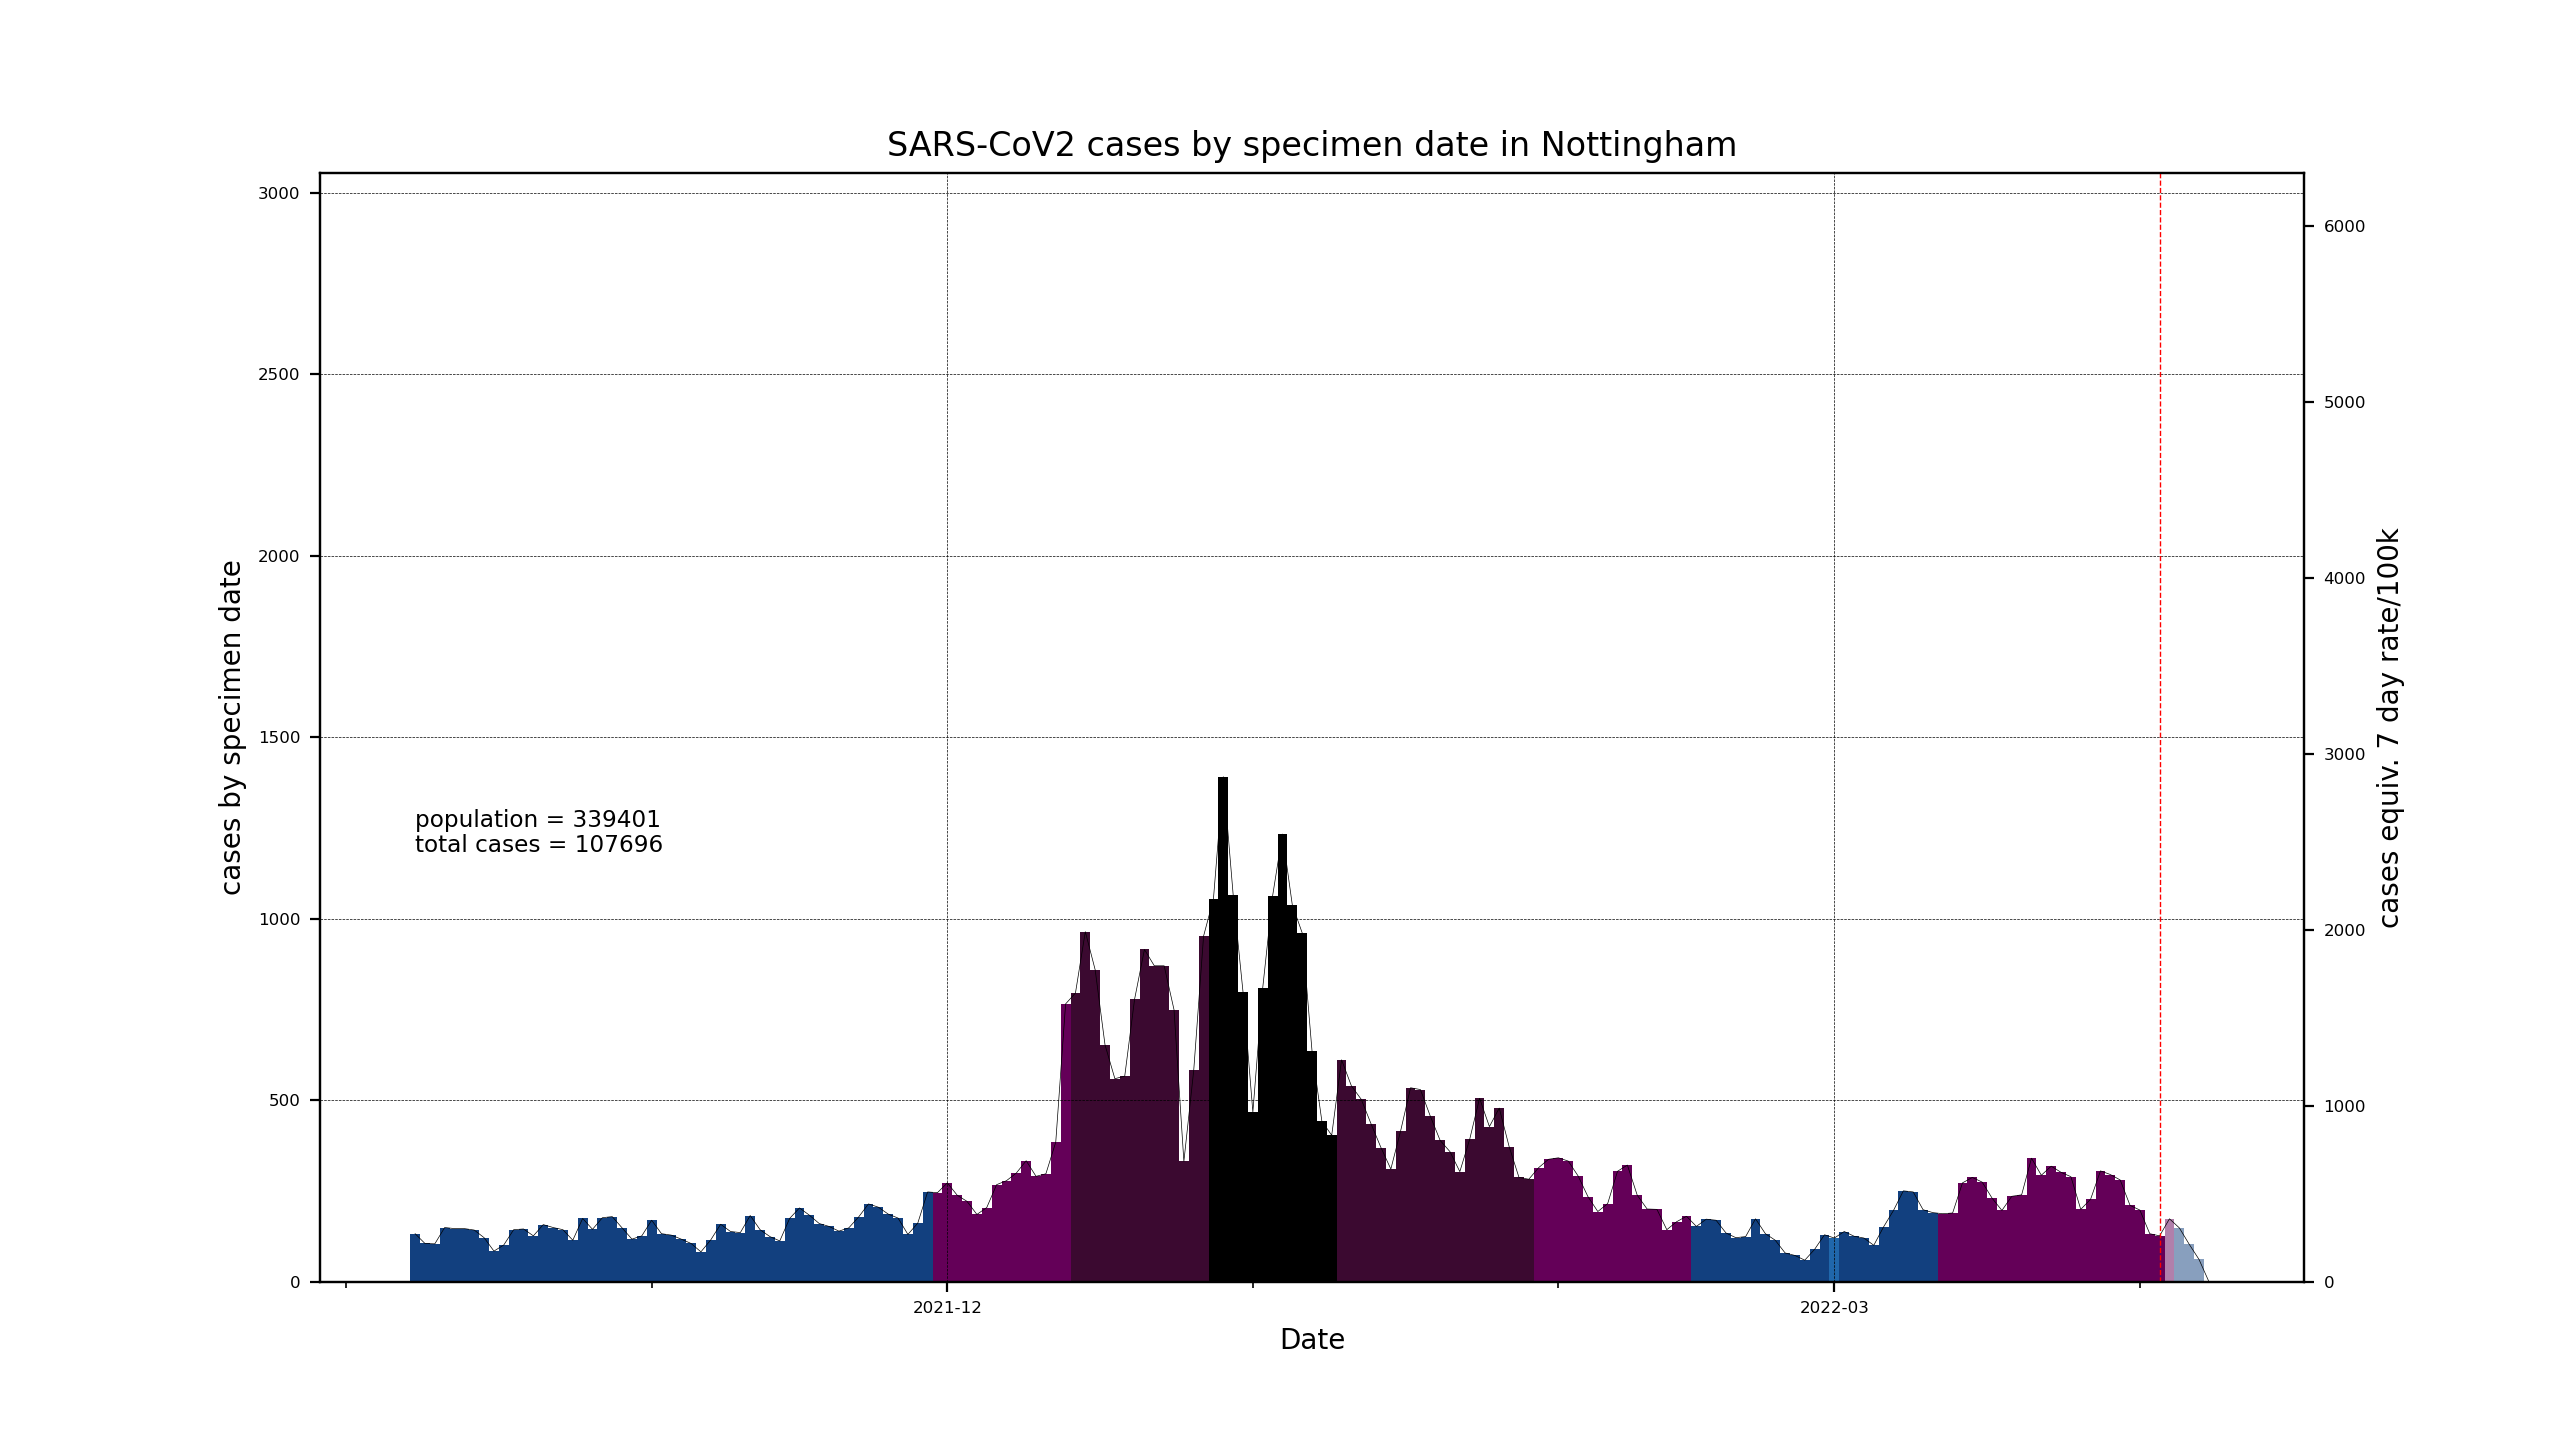 SARS-CoV2 cases by specimen date in Nottingham
3000
2500
2000
1500
1000
500
0
cases by specimen date
population = 339401
total cases = 107696
6000
5000
4000
3000
2000
1000
0
cases equiv. 7 day rate/100k
2021-12
2022-03
Date